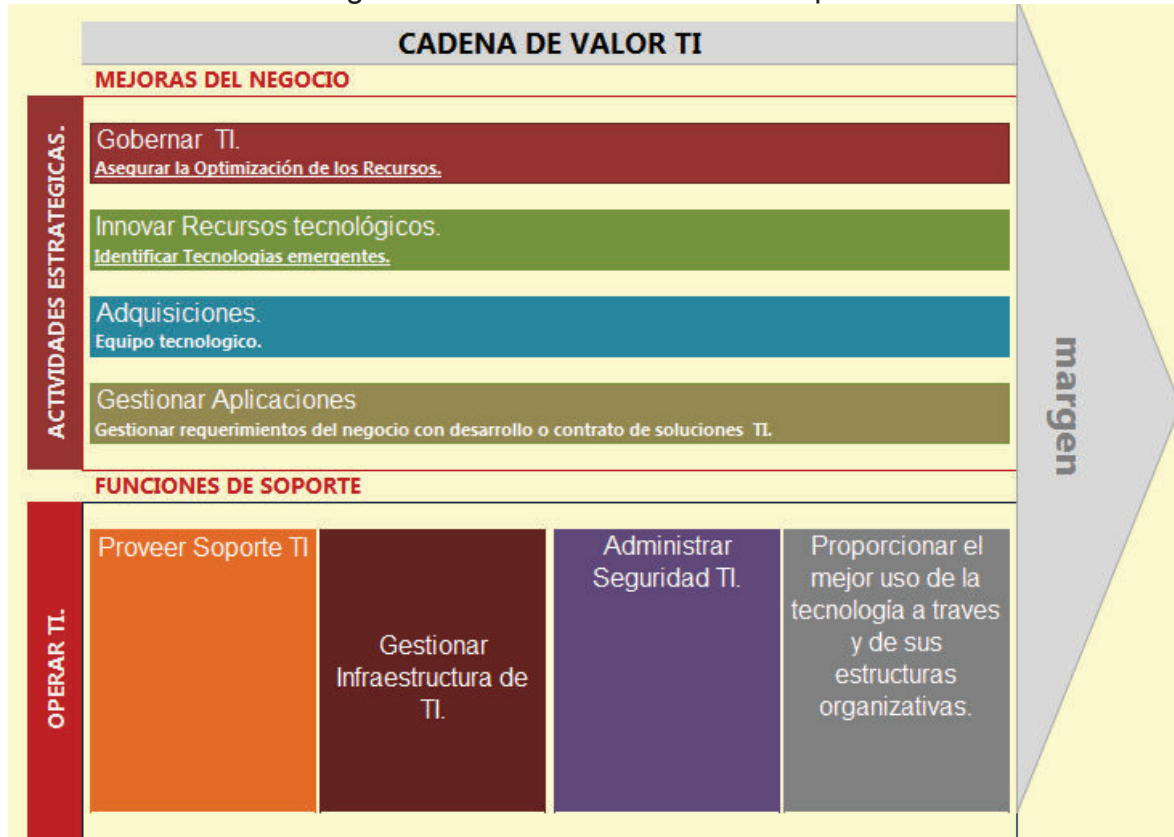 CADENA DE VALOR TI
MEJORAS DEL NEGOCIO
ACTIVIDADES ESTRATEGICAS.
Gobernar TI.
Asegurar la Optimización de los Recursos.
Innovar Recursos tecnológicos.
Identificar Tecnologias emergentes.
Adquisiciones.
Equipo tecnologico.
Gestionar Aplicaciones
Gestionar requerimientos del negocio con desarrollo o contrato de soluciones TI.
margen
FUNCIONES DE SOPORTE
OPERAR TI.
Proveer Soporte TI
Gestionar
Infraestructura de
TI.
Administrar
Seguridad TI.
Proporcionar el
mejor uso de la
tecnología a traves
y de sus
estructuras
organizativas.